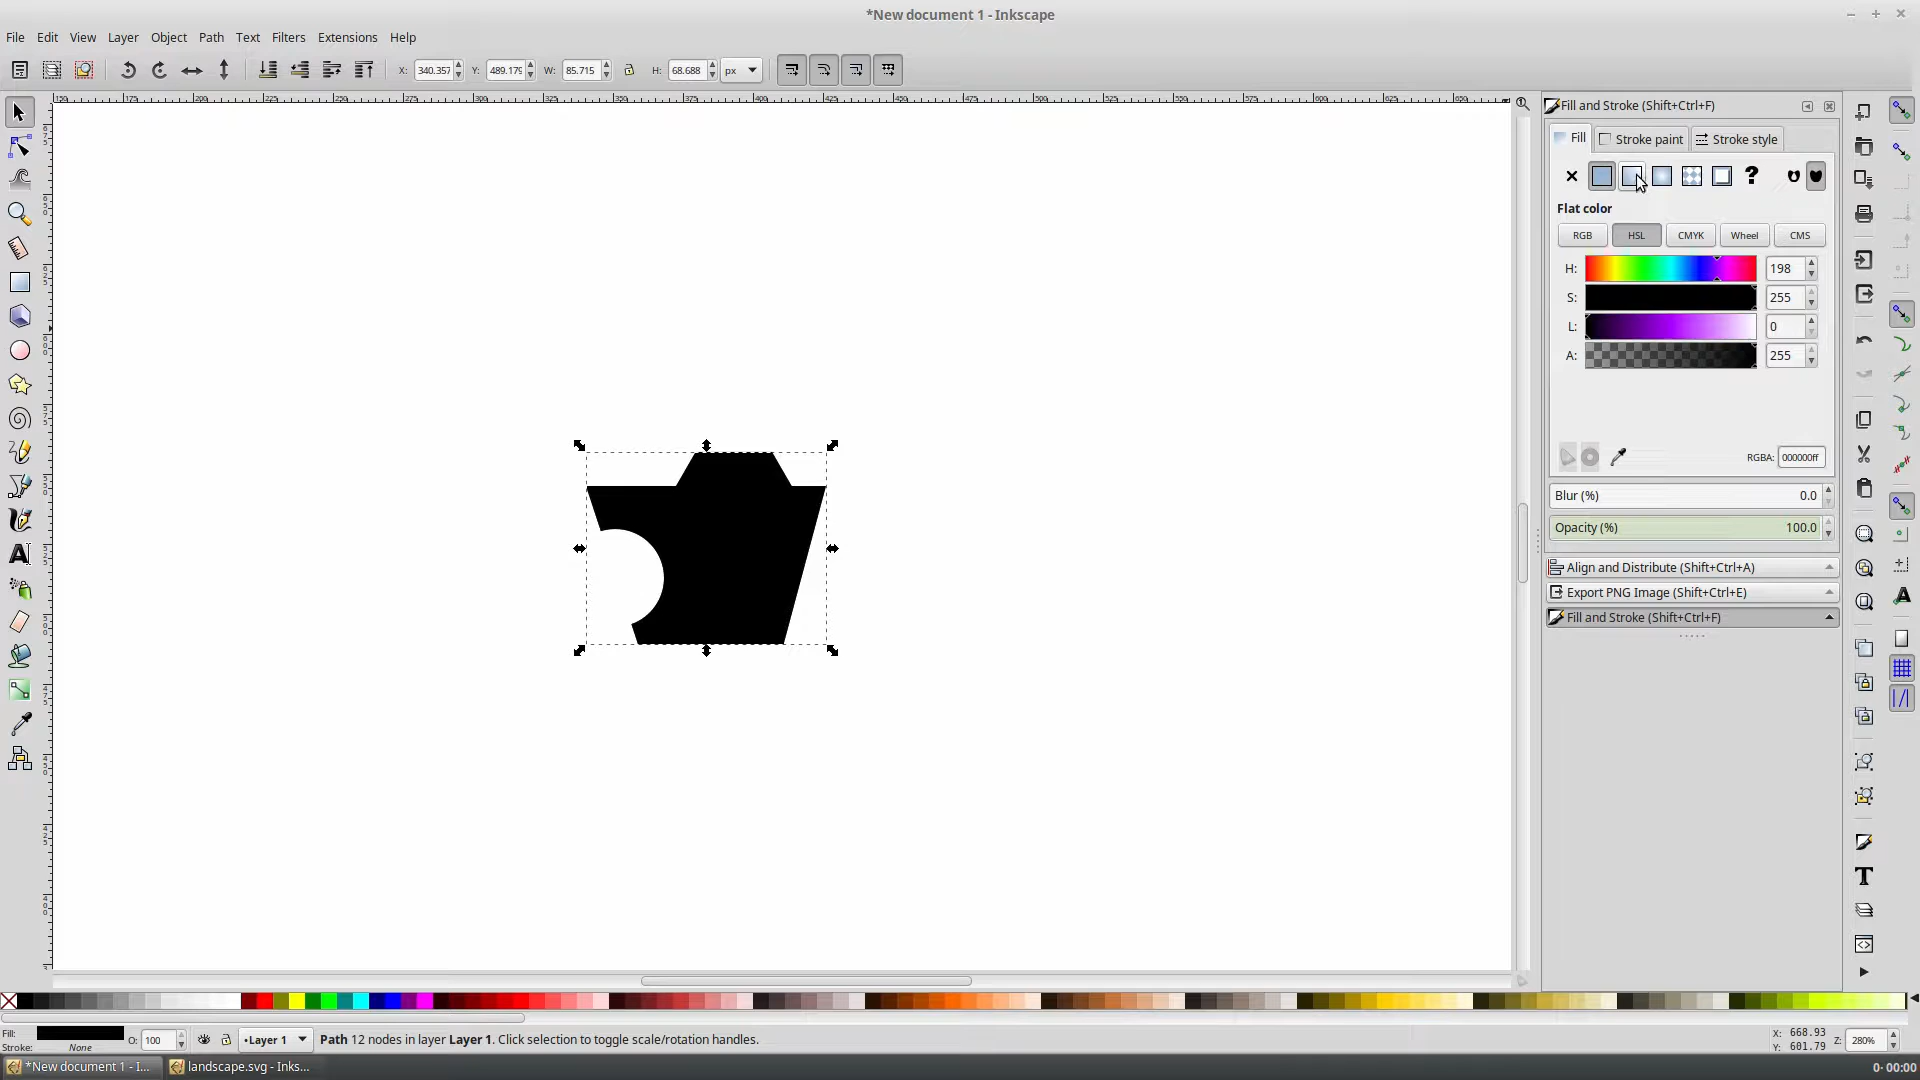 *New document 1 - Inkscape
File Edit View Layer Object Path Text Filters Extensions Help
X: 340.357 Y: 489.179 W: 85.715 H: 68.688 px
Fill and Stroke (Shift+Ctrl+F)
Fill Stroke paint Stroke style
Flat color
RGB HSL CMYK Wheel CMS
H: 198
S: 255
L: 0
A: 255
RGBA: 000000ff
Blur (%) 0.0
Opacity (%) 100.0
Align and Distribute (Shift+Ctrl+A)
Export PNG Image (Shift+Ctrl+E)
Fill and Stroke (Shift+Ctrl+F)
Fill:
Stroke: None
O: 100
•Layer 1
Path 12 nodes in layer Layer 1. Click selection to toggle scale/rotation handles.
X: 668.93
Y: 601.79
Z: 280%
*New document 1 - I...
landscape.svg - Inks...
0- 00:00